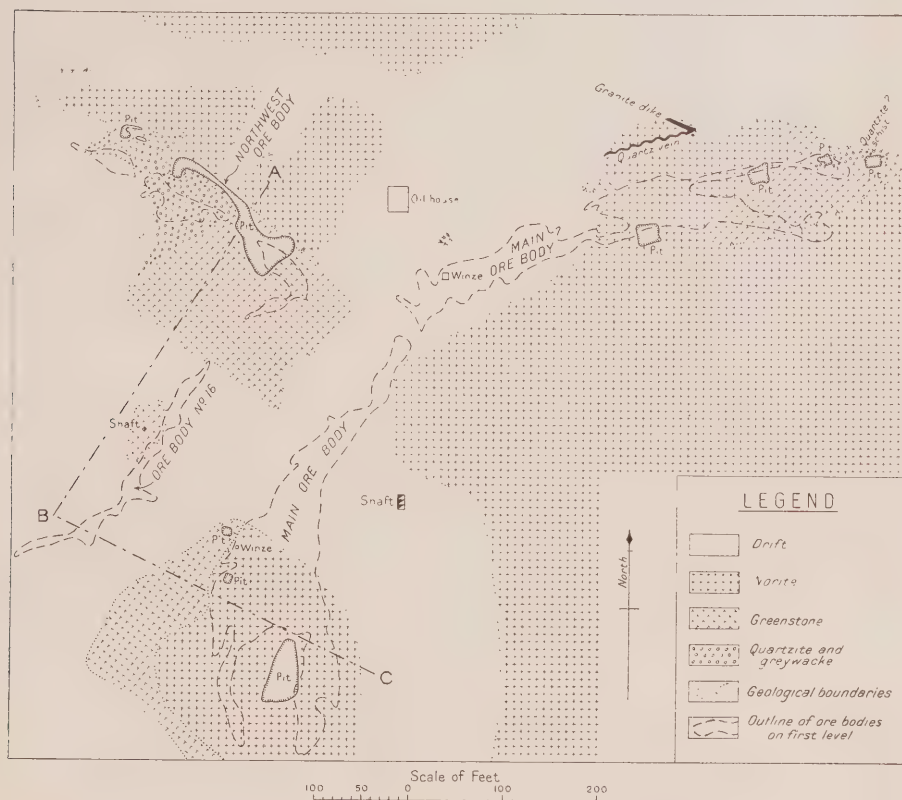 Pit
NORTHWEST
ORE BODY
A
Pit
Granite dike
Quartz vein
Quartzite ?
Pit
Pit
Pit
Oil house
MAIN ?
ORE BODY
Winze
Pit
Shaft
ORE BODY No 16
MAIN ORE BODY
B
Shaft
Pit
Winze
Pit
Pit
C
North
LEGEND
Drift
Norite
Greenstone
Quartzite and
greywacke
Geological boundaries
Outline of ore bodies
on first level
Scale of Feet
100 50 0 100 200